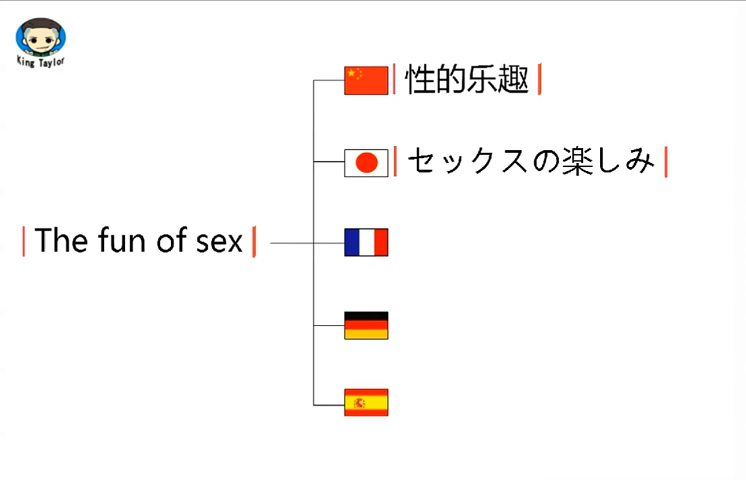 King Taylor
性的乐趣
セックスの楽しみ
The fun of sex